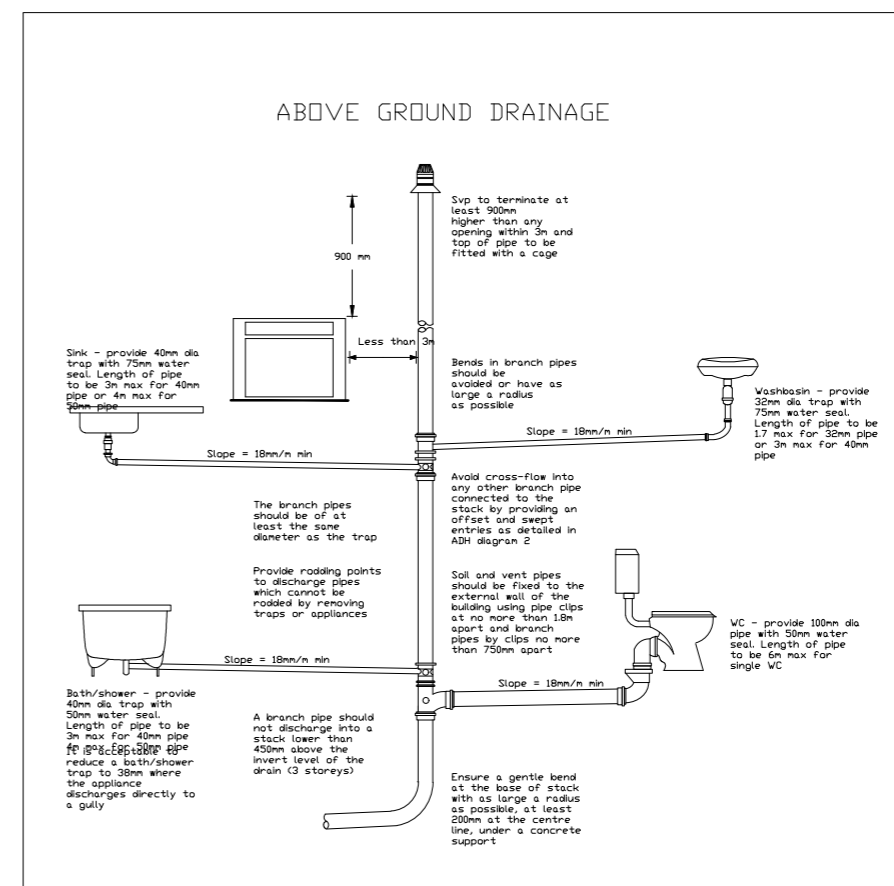 ABOVE GROUND DRAINAGE
Svp to terminate at
least 900mm
higher than any
opening within 3m and
top of pipe to be
fitted with a cage
900 mm
Less than 3m
Sink - provide 40mm dia
trap with 75mm water
seal. Length of pipe
to be 3m max for 40mm
pipe or 4m max for
50mm pipe
Bends in branch pipes
should be
avoided or have as
large a radius
as possible
Washbasin - provide
32mm dia trap with
75mm water seal.
Length of pipe to be
1.7 max for 32mm pipe
or 3m max for 40mm
pipe
Slope = 18mm/m min
Slope = 18mm/m min
The branch pipes
should be of at
least the same
diameter as the trap
Avoid cross-flow into
any other branch pipe
connected to the
stack by providing an
offset and swept
entries as detailed in
ADH diagram 2
Provide rodding points
to discharge pipes
which cannot be
rodded by removing
traps or appliances
Soil and vent pipes
should be fixed to the
external wall of the
building using pipe clips
at no more than 1.8m
apart and branch
pipes by clips no more
than 750mm apart
WC - provide 100mm dia
pipe with 50mm water
seal. Length of pipe
to be 6m max for
single WC
Slope = 18mm/m min
Slope = 18mm/m min
Bath/shower - provide
40mm dia trap with
50mm water seal.
Length of pipe to be
3m max for 40mm pipe
4m max for 50mm pipe
It is acceptable to
reduce a bath/shower
trap to 38mm where
the appliance
discharges directly to
a gully
A branch pipe should
not discharge into a
stack lower than
450mm above the
invert level of the
drain (3 storeys)
Ensure a gentle bend
at the base of stack
with as large a radius
as possible, at least
200mm at the centre
line, under a concrete
support